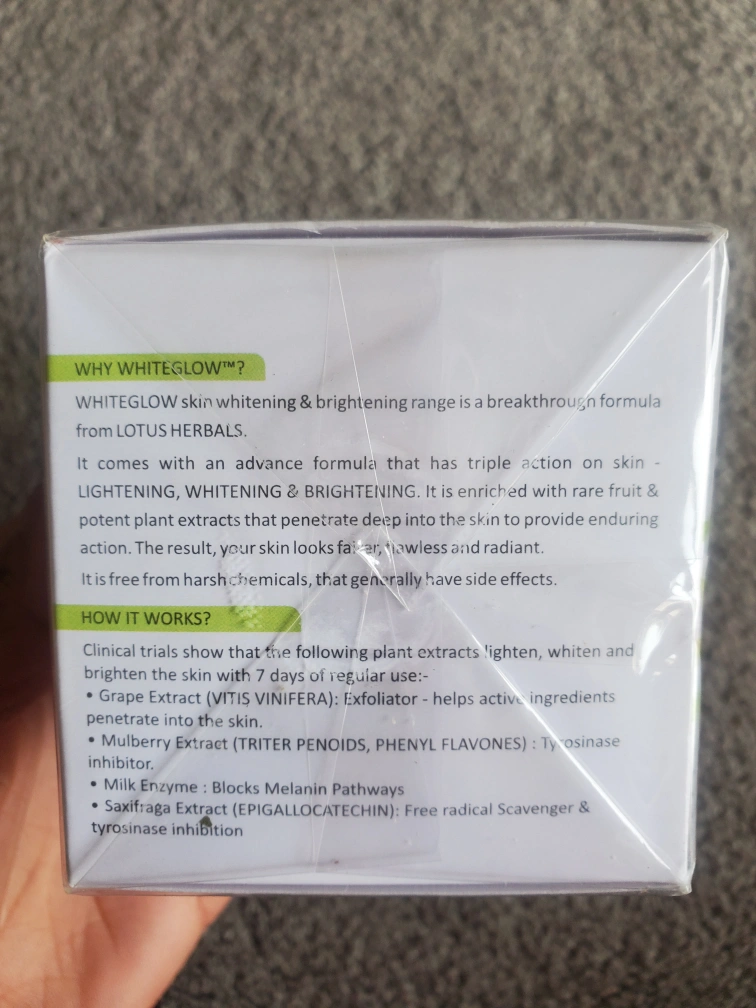 WHY WHITEGLOW™?
WHITEGLOW skin whitening & brightening range is a breakthrough formula
from LOTUS HERBALS.
It comes with an advance formula that has triple action on skin -
LIGHTENING, WHITENING & BRIGHTENING. It is enriched with rare fruit &
potent plant extracts that penetrate deep into the skin to provide enduring
action. The result, your skin looks fairer, flawless and radiant.
It is free from harsh chemicals, that generally have side effects.
HOW IT WORKS?
Clinical trials show that the following plant extracts lighten, whiten and
brighten the skin with 7 days of regular use:-
• Grape Extract (VITIS VINIFERA): Exfoliator - helps active ingredients
penetrate into the skin.
• Mulberry Extract (TRITER PENOIDS, PHENYL FLAVONES) : Tyrosinase
inhibitor.
• Milk Enzyme : Blocks Melanin Pathways
• Saxifraga Extract (EPIGALLOCATECHIN): Free radical Scavenger &
tyrosinase inhibition